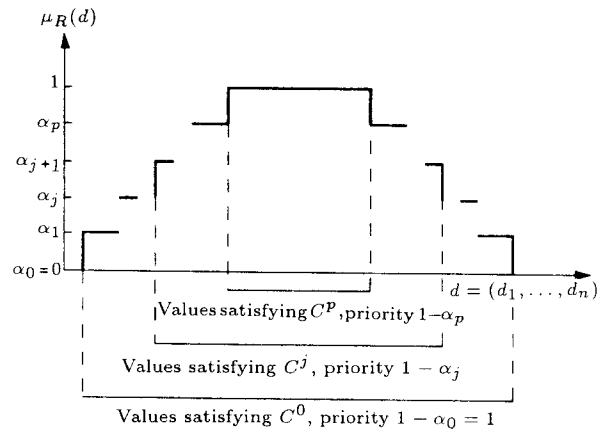 μ_R(d)
1
α_p
α_{j+1}
α_j
α_1
α_0=0
d = (d_1, . . . , d_n)
Values satisfying C^p, priority 1−α_p
Values satisfying C^j, priority 1 − α_j
Values satisfying C^0, priority 1 − α_0 = 1